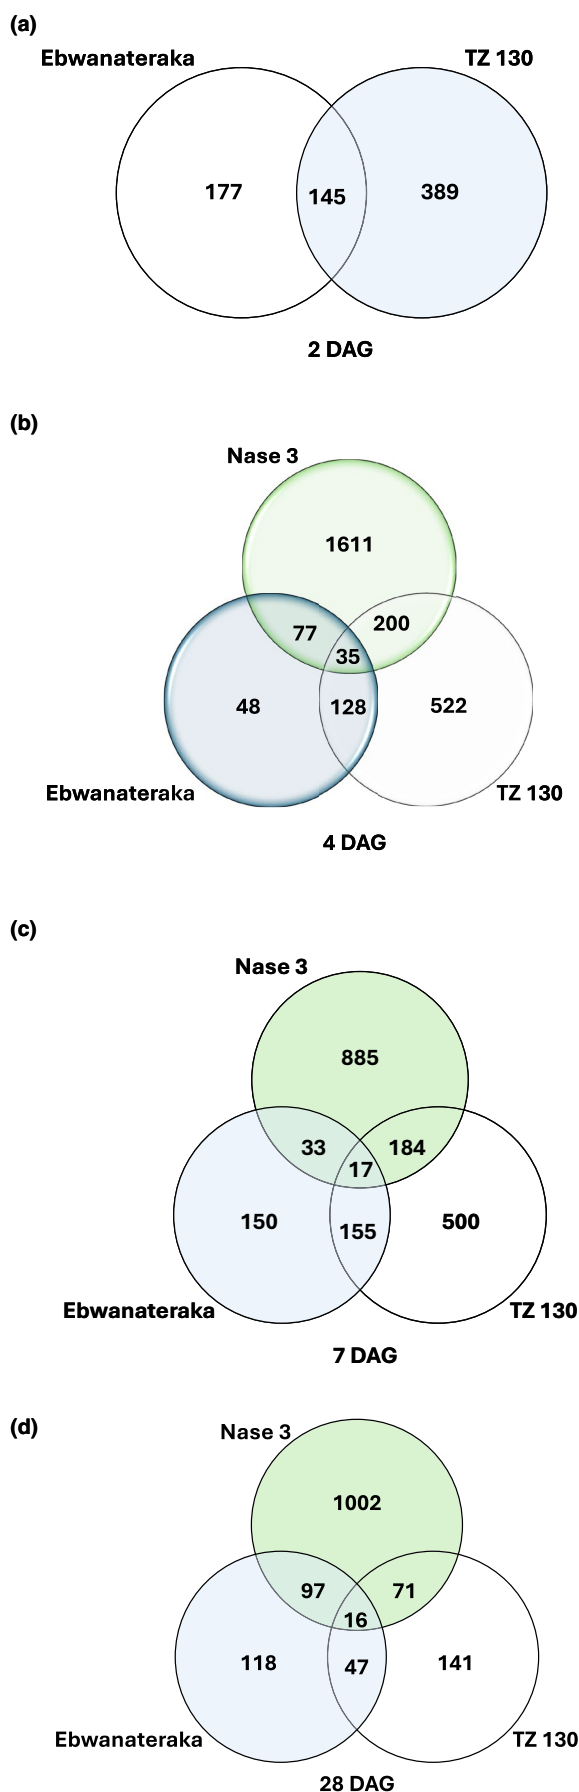 (a)
Ebwanateraka TZ 130
177 145 389
2 DAG
(b)
Nase 3
1611
77 200
35
48 128 522
Ebwanateraka TZ 130
4 DAG
(c)
Nase 3
885
33 184
17
150 155 500
Ebwanateraka TZ 130
7 DAG
(d)
Nase 3
1002
97 71
16
118 47 141
Ebwanateraka TZ 130
28 DAG